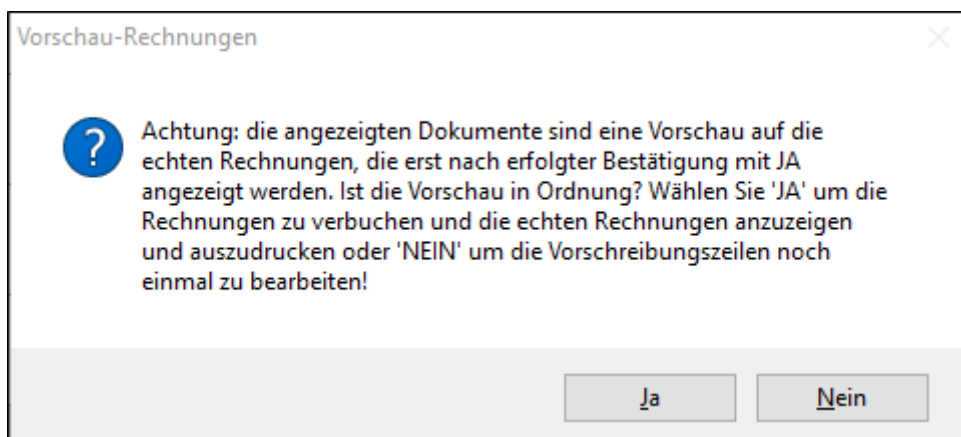 Vorschau-Rechnungen
Achtung: die angezeigten Dokumente sind eine Vorschau auf die
echten Rechnungen, die erst nach erfolgter Bestätigung mit JA
angezeigt werden. Ist die Vorschau in Ordnung? Wählen Sie 'JA' um die
Rechnungen zu verbuchen und die echten Rechnungen anzuzeigen
und auszudrucken oder 'NEIN' um die Vorschreibungszeilen noch
einmal zu bearbeiten!
Ja
Nein